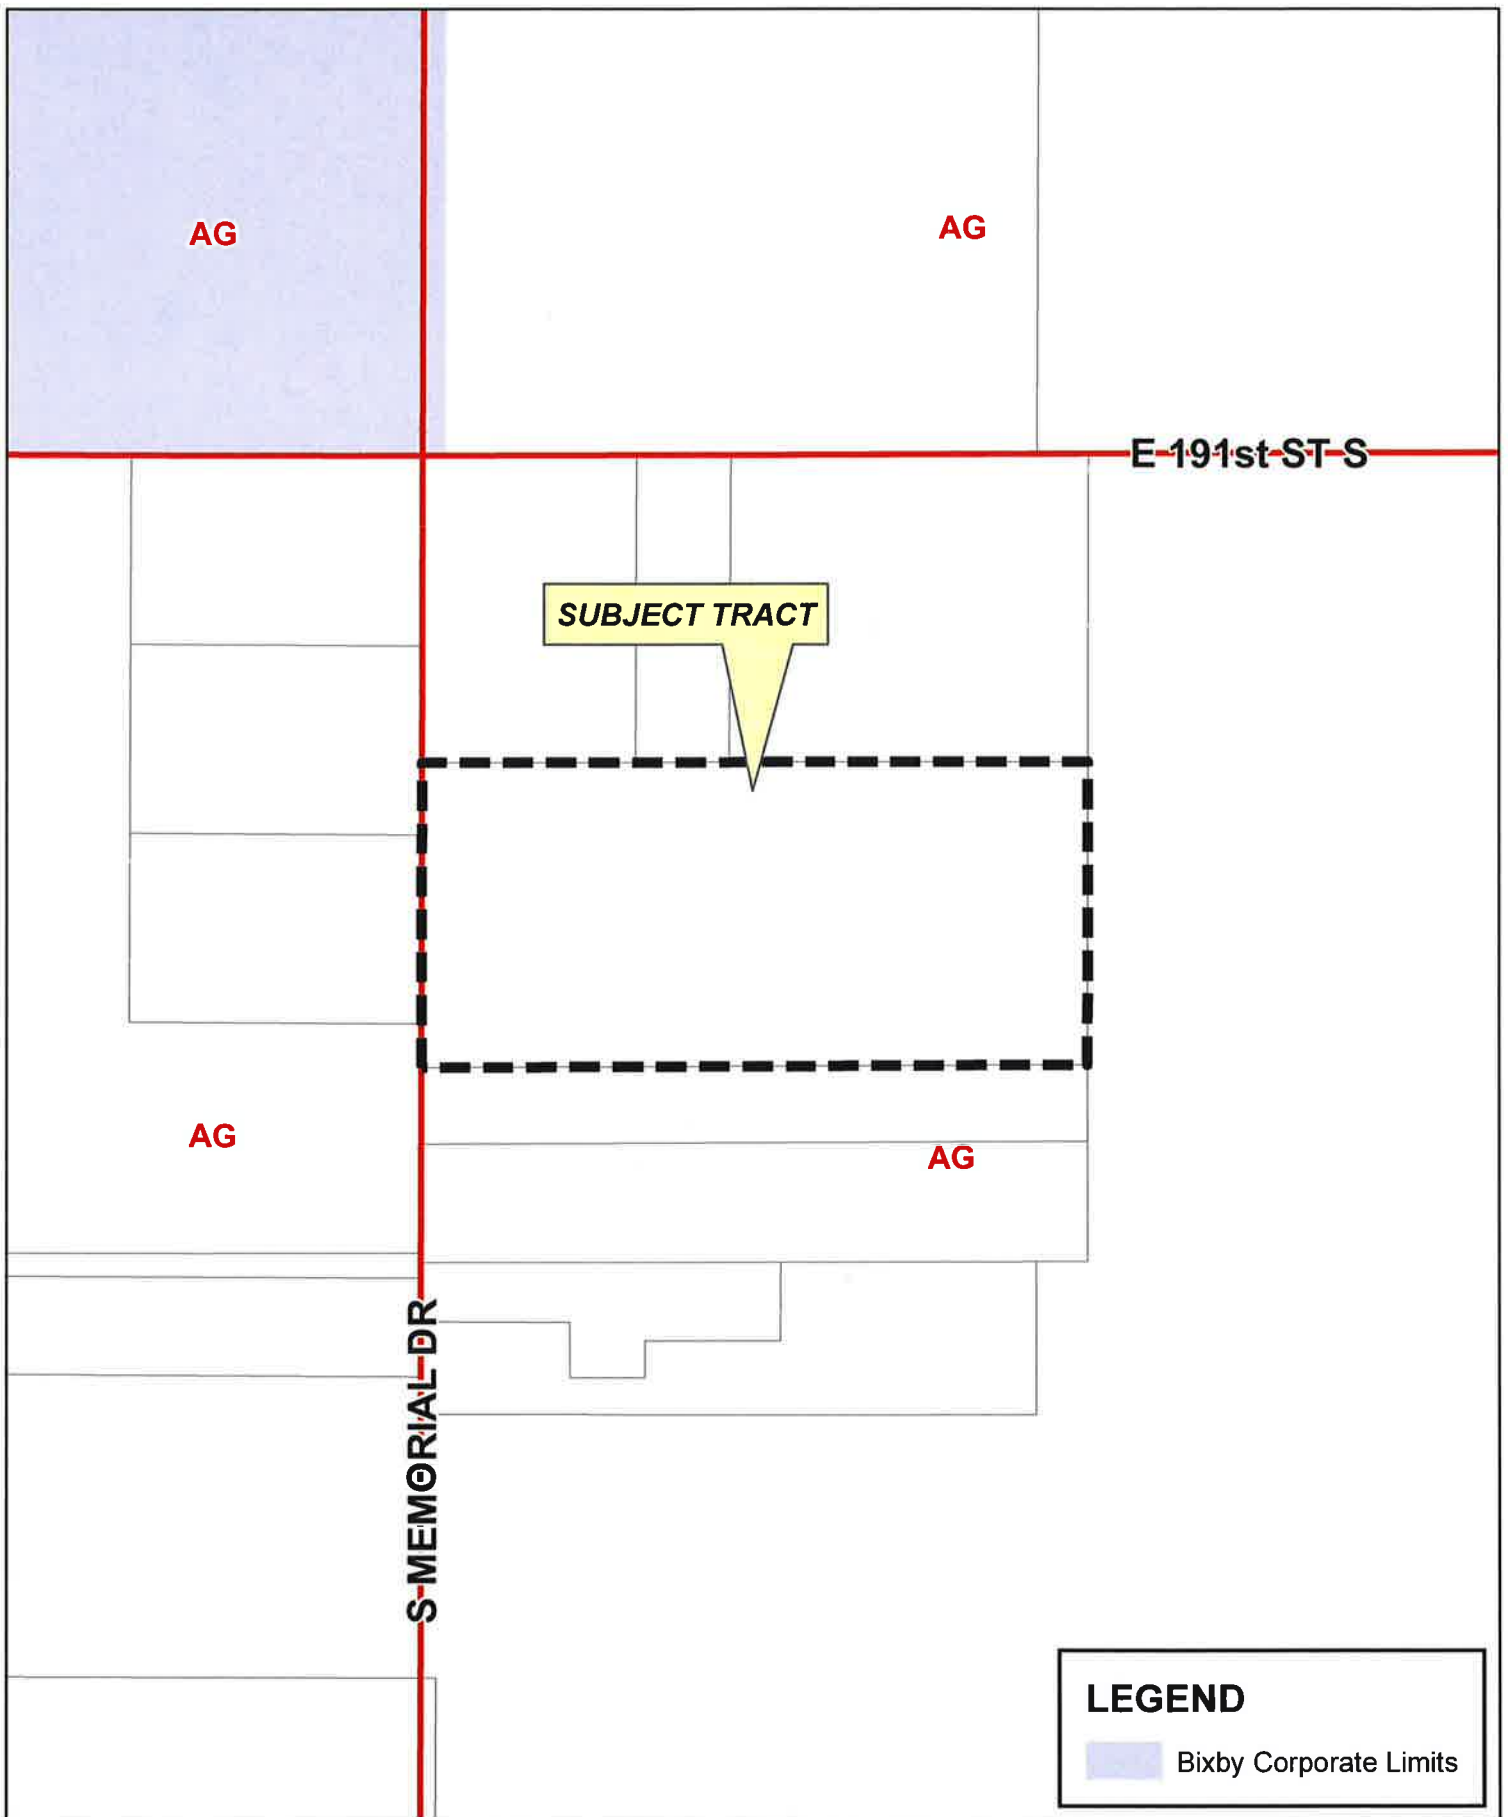 AG
AG
E 191st ST S
SUBJECT TRACT
AG
AG
S MEMORIAL DR
LEGEND
Bixby Corporate Limits